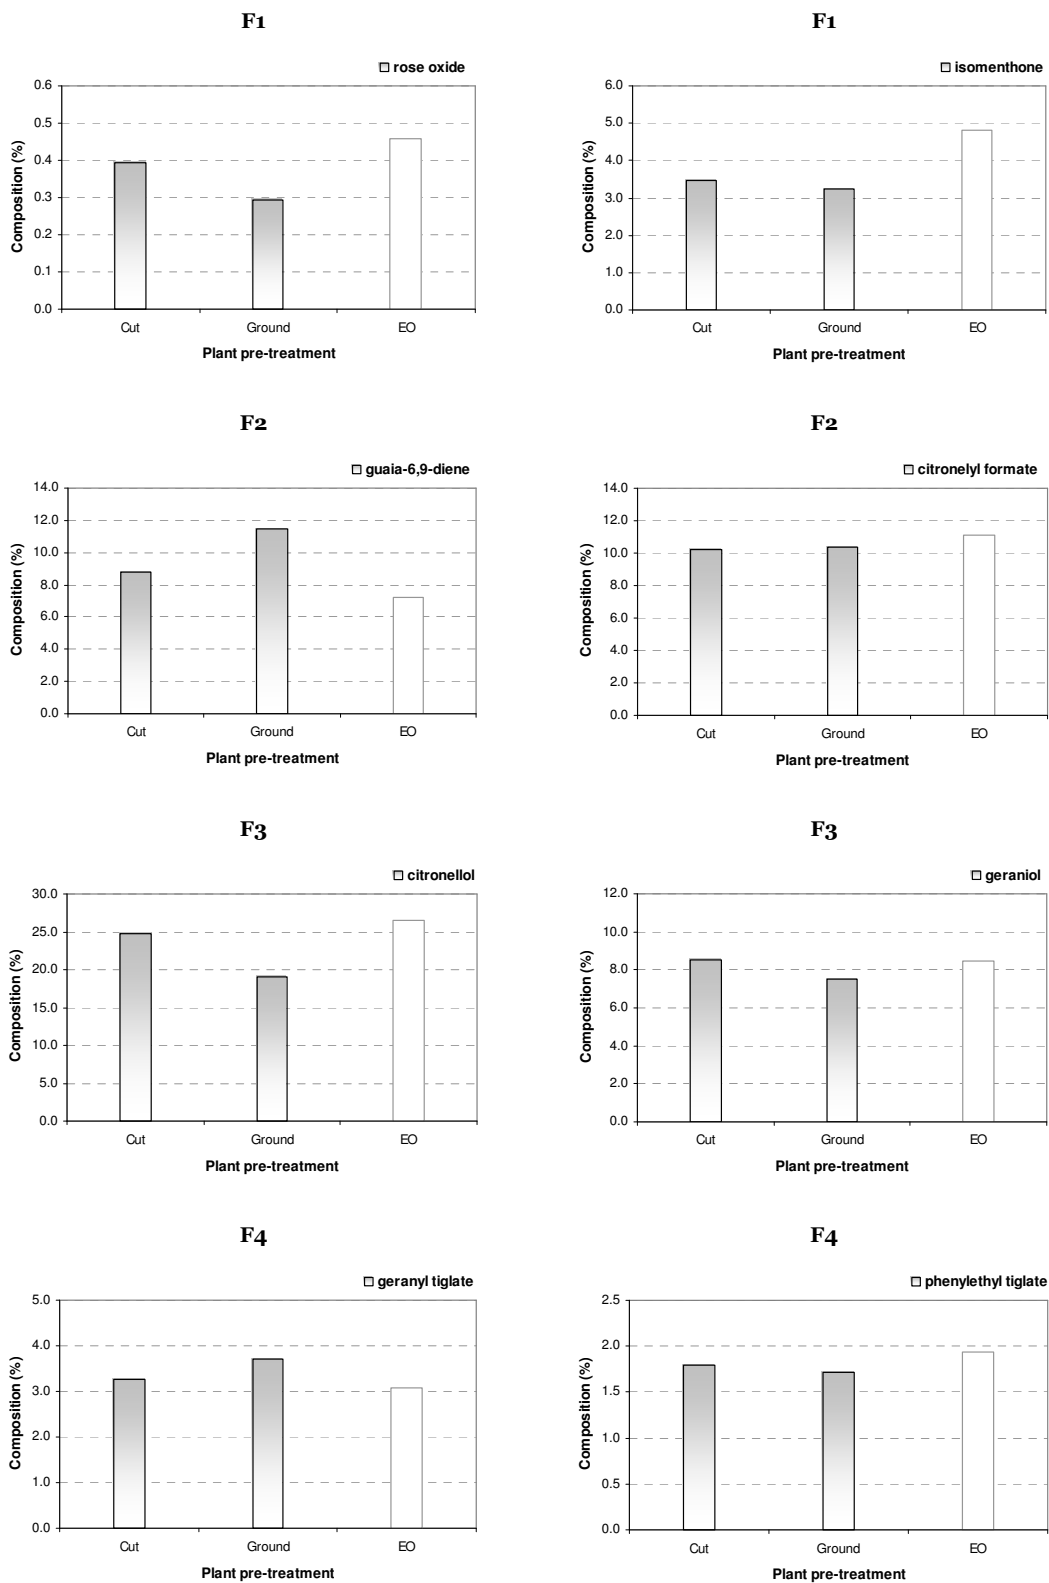 F1
rose oxide
0.6
0.5
0.4
0.3
0.2
0.1
0.0
Composition (%)
Cut Ground EO
Plant pre-treatment
F1
isomenthone
6.0
5.0
4.0
3.0
2.0
1.0
0.0
Composition (%)
Cut Ground EO
Plant pre-treatment
F2
guaia-6,9-diene
14.0
12.0
10.0
8.0
6.0
4.0
2.0
0.0
Composition (%)
Cut Ground EO
Plant pre-treatment
F2
citronelyl formate
14.0
12.0
10.0
8.0
6.0
4.0
2.0
0.0
Composition (%)
Cut Ground EO
Plant pre-treatment
F3
citronellol
30.0
25.0
20.0
15.0
10.0
5.0
0.0
Composition (%)
Cut Ground EO
Plant pre-treatment
F3
geraniol
12.0
10.0
8.0
6.0
4.0
2.0
0.0
Composition (%)
Cut Ground EO
Plant pre-treatment
F4
geranyl tiglate
5.0
4.0
3.0
2.0
1.0
0.0
Composition (%)
Cut Ground EO
Plant pre-treatment
F4
phenylethyl tiglate
2.5
2.0
1.5
1.0
0.5
0.0
Composition (%)
Cut Ground EO
Plant pre-treatment